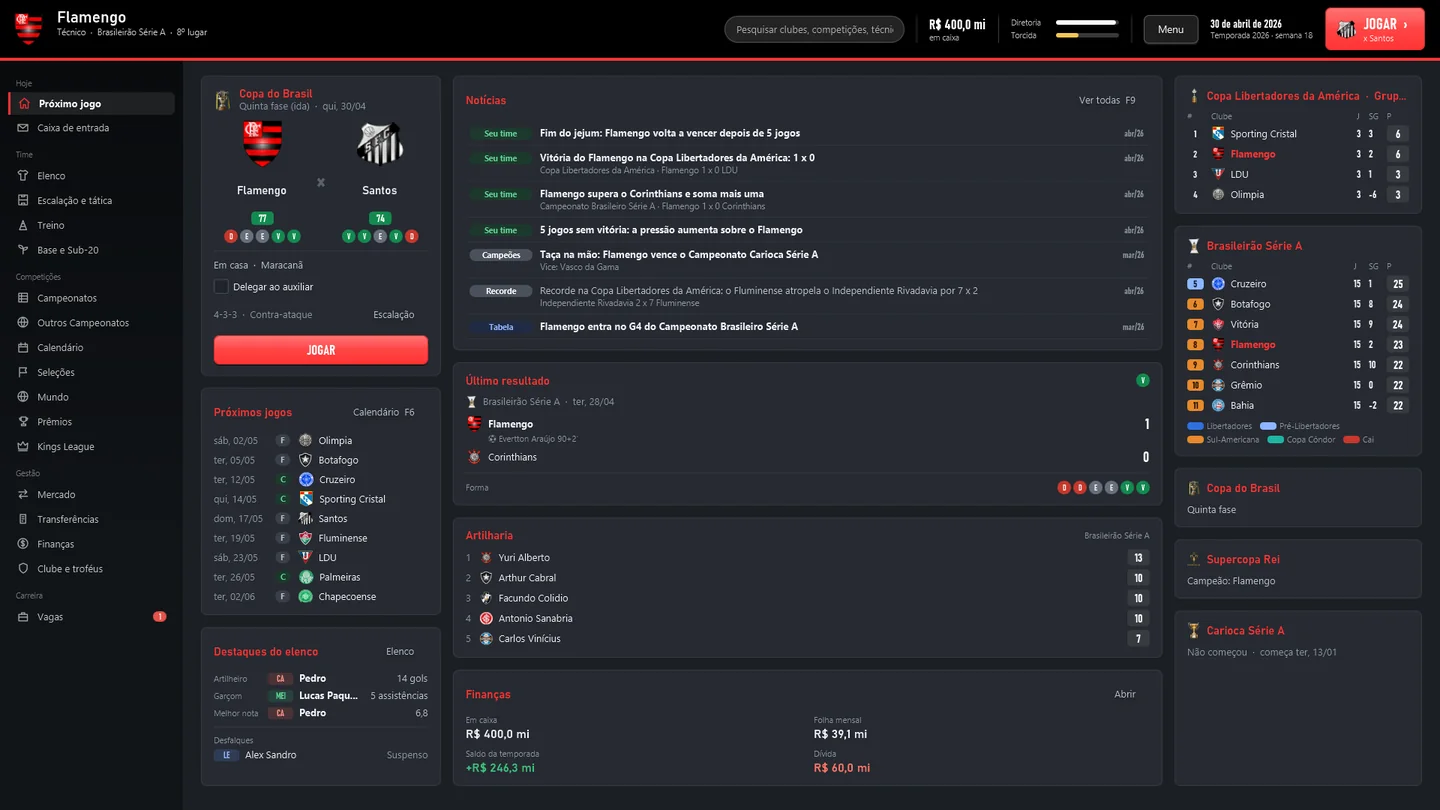 Flamengo
Técnico · Brasileirão Série A · 8º lugar
Pesquisar clubes, competições, técni
R$ 400,0 mi
em caixa
Diretoria
Torcida
Menu
30 de abril de 2026
Temporada 2026 · semana 18
JOGAR ›
x Santos
Hoje
Próximo jogo
Caixa de entrada
Time
Elenco
Escalação e tática
Treino
Base e Sub-20
Competições
Campeonatos
Outros Campeonatos
Calendário
Seleções
Mundo
Prêmios
Kings League
Gestão
Mercado
Transferências
Finanças
Clube e troféus
Carreira
Vagas 1
Copa do Brasil
Quinta fase (ida) · qui, 30/04
Flamengo x Santos
77 74
D E E V V V V E V D
Em casa · Maracanã
Delegar ao auxiliar
4-3-3 · Contra-ataque Escalação
JOGAR
Próximos jogos Calendário F6
sáb, 02/05 F Olimpia
ter, 05/05 F Botafogo
ter, 12/05 C Cruzeiro
qui, 14/05 C Sporting Cristal
dom, 17/05 F Santos
ter, 19/05 F Fluminense
sáb, 23/05 F LDU
ter, 26/05 C Palmeiras
ter, 02/06 F Chapecoense
Destaques do elenco Elenco
Artilheiro CA Pedro 14 gols
Garçom MEI Lucas Paqu... 5 assistências
Melhor nota CA Pedro 6,8
Desfalques
LE Alex Sandro Suspenso
Notícias Ver todas F9
Seu time Fim do jejum: Flamengo volta a vencer depois de 5 jogos abr/26
Seu time Vitória do Flamengo na Copa Libertadores da América: 1 x 0 abr/26
Copa Libertadores da América · Flamengo 1 x 0 LDU
Seu time Flamengo supera o Corinthians e soma mais uma abr/26
Campeonato Brasileiro Série A · Flamengo 1 x 0 Corinthians
Seu time 5 jogos sem vitória: a pressão aumenta sobre o Flamengo abr/26
Campeões Taça na mão: Flamengo vence o Campeonato Carioca Série A mar/26
Vice: Vasco da Gama
Recorde Recorde na Copa Libertadores da América: o Fluminense atropela o Independiente Rivadavia por 7 x 2 abr/26
Independiente Rivadavia 2 x 7 Fluminense
Tabela Flamengo entra no G4 do Campeonato Brasileiro Série A mar/26
Último resultado V
Brasileirão Série A · ter, 28/04
Flamengo 1
Evertton Araújo 90+2'
Corinthians 0
Forma D D E E V V
Artilharia Brasileirão Série A
1 Yuri Alberto 13
2 Arthur Cabral 10
3 Facundo Colidio 10
4 Antonio Sanabria 10
5 Carlos Vinícius 7
Finanças Abrir
Em caixa Folha mensal
R$ 400,0 mi R$ 39,1 mi
Saldo da temporada Dívida
+R$ 246,3 mi R$ 60,0 mi
Copa Libertadores da América · Grup...
# Clube J SG P
1 Sporting Cristal 3 3 6
2 Flamengo 3 2 6
3 LDU 3 1 3
4 Olimpia 3 -6 3
Brasileirão Série A
# Clube J SG P
5 Cruzeiro 15 1 25
6 Botafogo 15 8 24
7 Vitória 15 9 24
8 Flamengo 15 2 23
9 Corinthians 15 10 22
10 Grêmio 15 0 22
11 Bahia 15 -2 22
Libertadores Pré-Libertadores
Sul-Americana Copa Cóndor Cai
Copa do Brasil
Quinta fase
Supercopa Rei
Campeão: Flamengo
Carioca Série A
Não começou · começa ter, 13/01